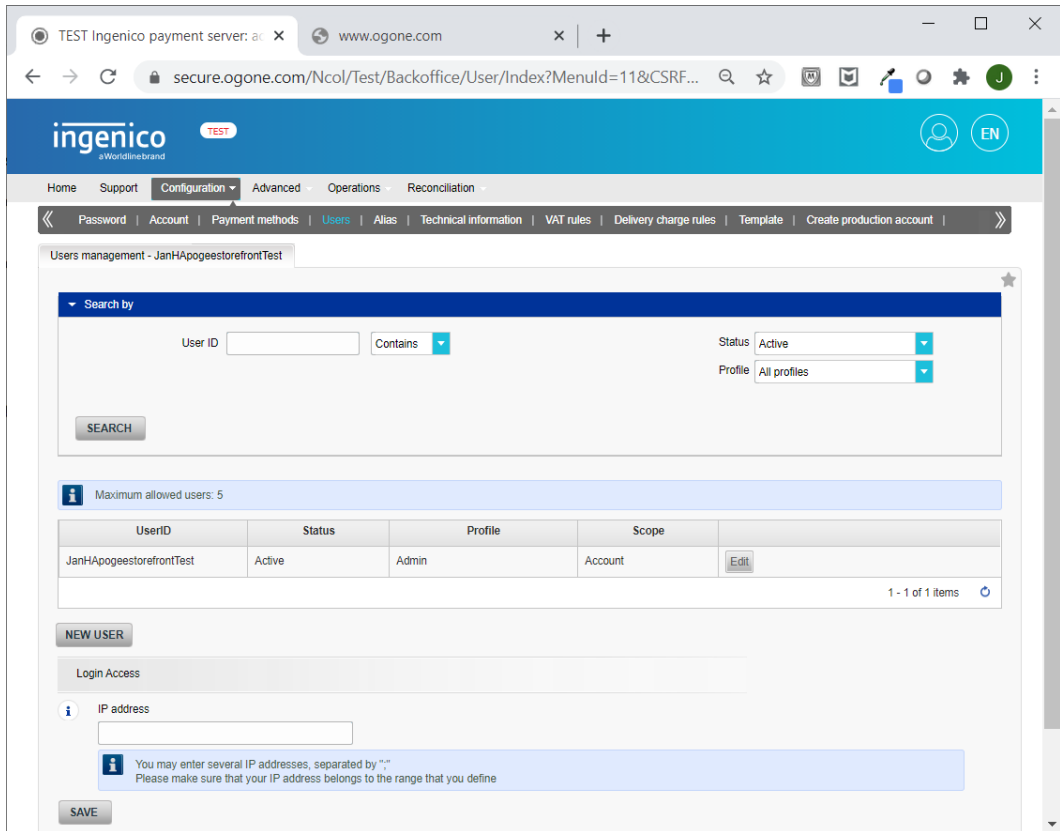 TEST Ingenico payment server: ac
www.ogone.com
secure.ogone.com/Ncol/Test/Backoffice/User/Index?MenuId=11&CSRF...
J
ingenico TEST
a Worldline brand
EN
Home Support Configuration Advanced Operations Reconciliation
Password | Account | Payment methods | Users | Alias | Technical information | VAT rules | Delivery charge rules | Template | Create production account |
Users management - JanHApogeestorefrontTest
Search by
User ID Contains Status Active
Profile All profiles
SEARCH
Maximum allowed users: 5
UserID Status Profile Scope
JanHApogeestorefrontTest Active Admin Account Edit
1 - 1 of 1 items
NEW USER
Login Access
IP address
You may enter several IP addresses, separated by ";"
Please make sure that your IP address belongs to the range that you define
SAVE